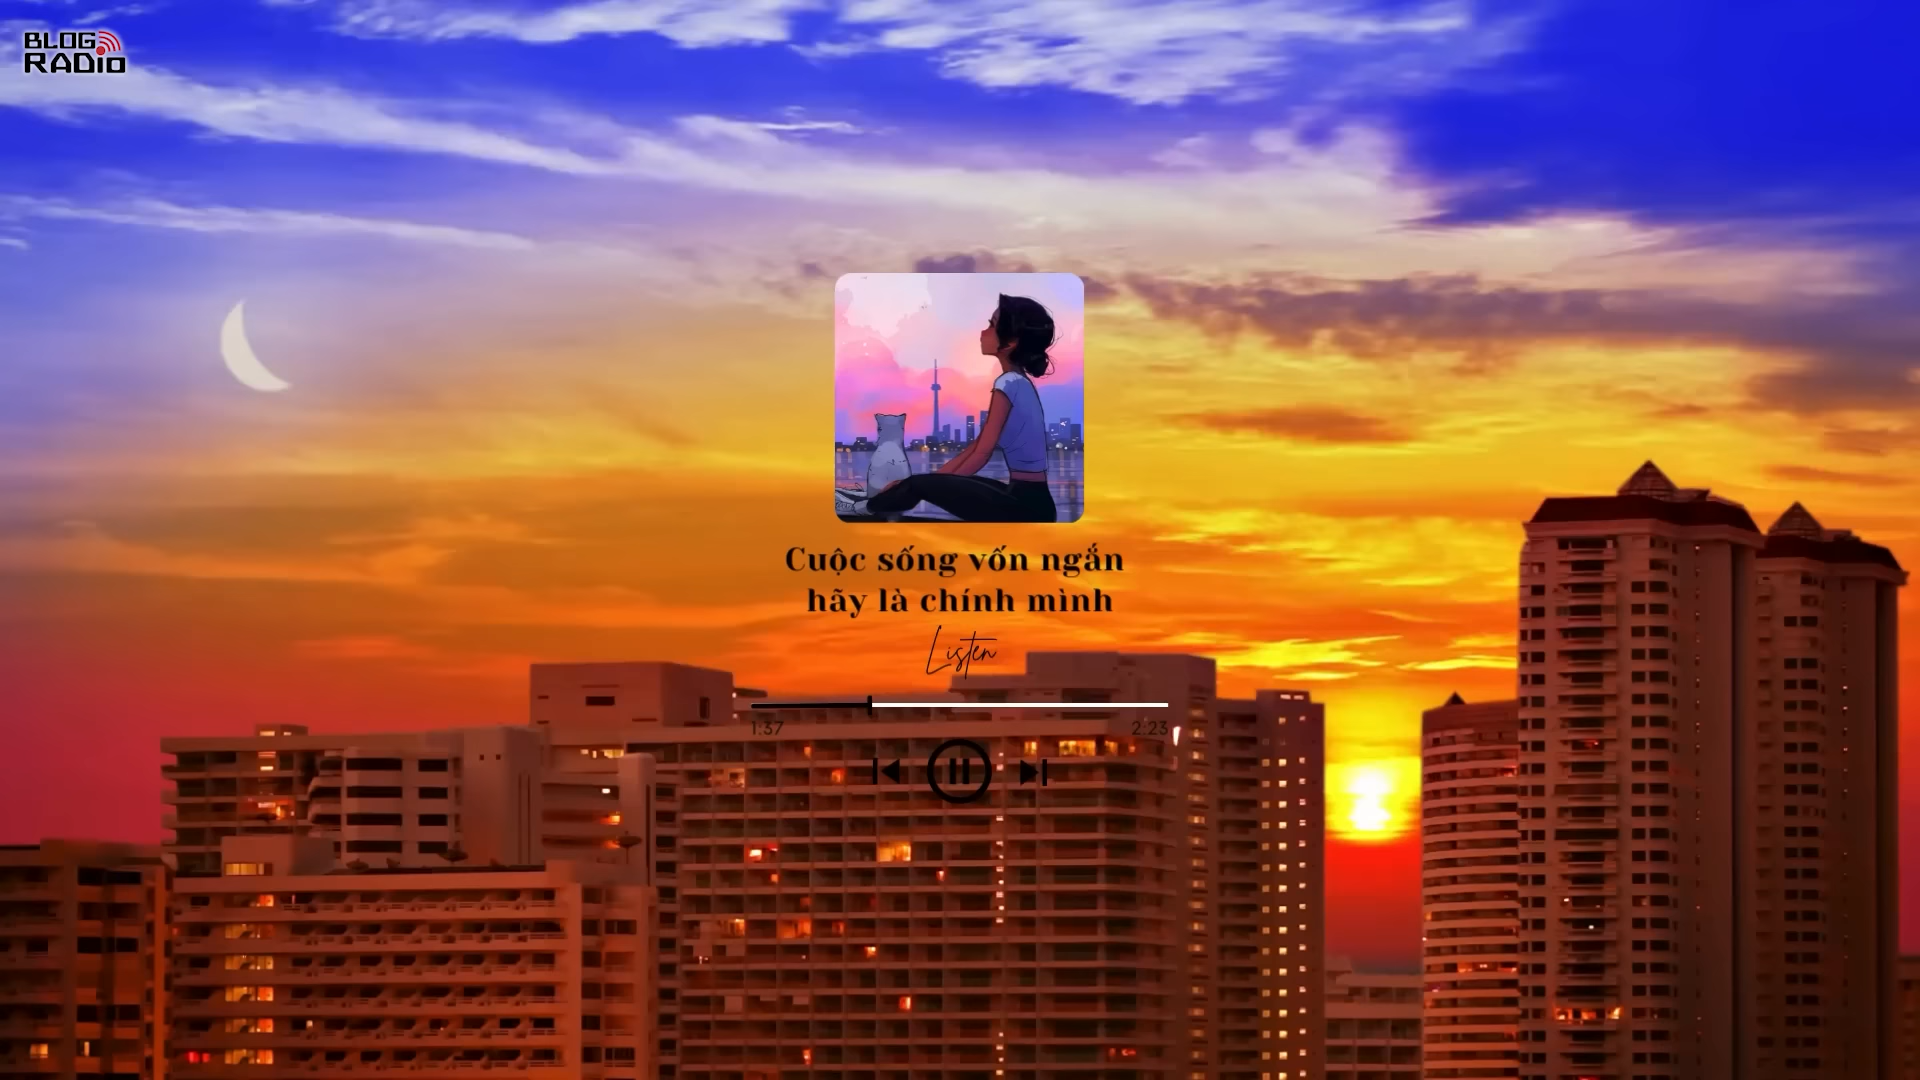 BLOG
RADIO
Cuộc sống vốn ngắn
hãy là chính mình
Listen
1:37
2:23